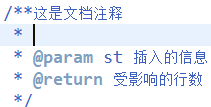 /**这是文档注释
 *
 * @param st 插入的信息
 * @return 受影响的行数
 */